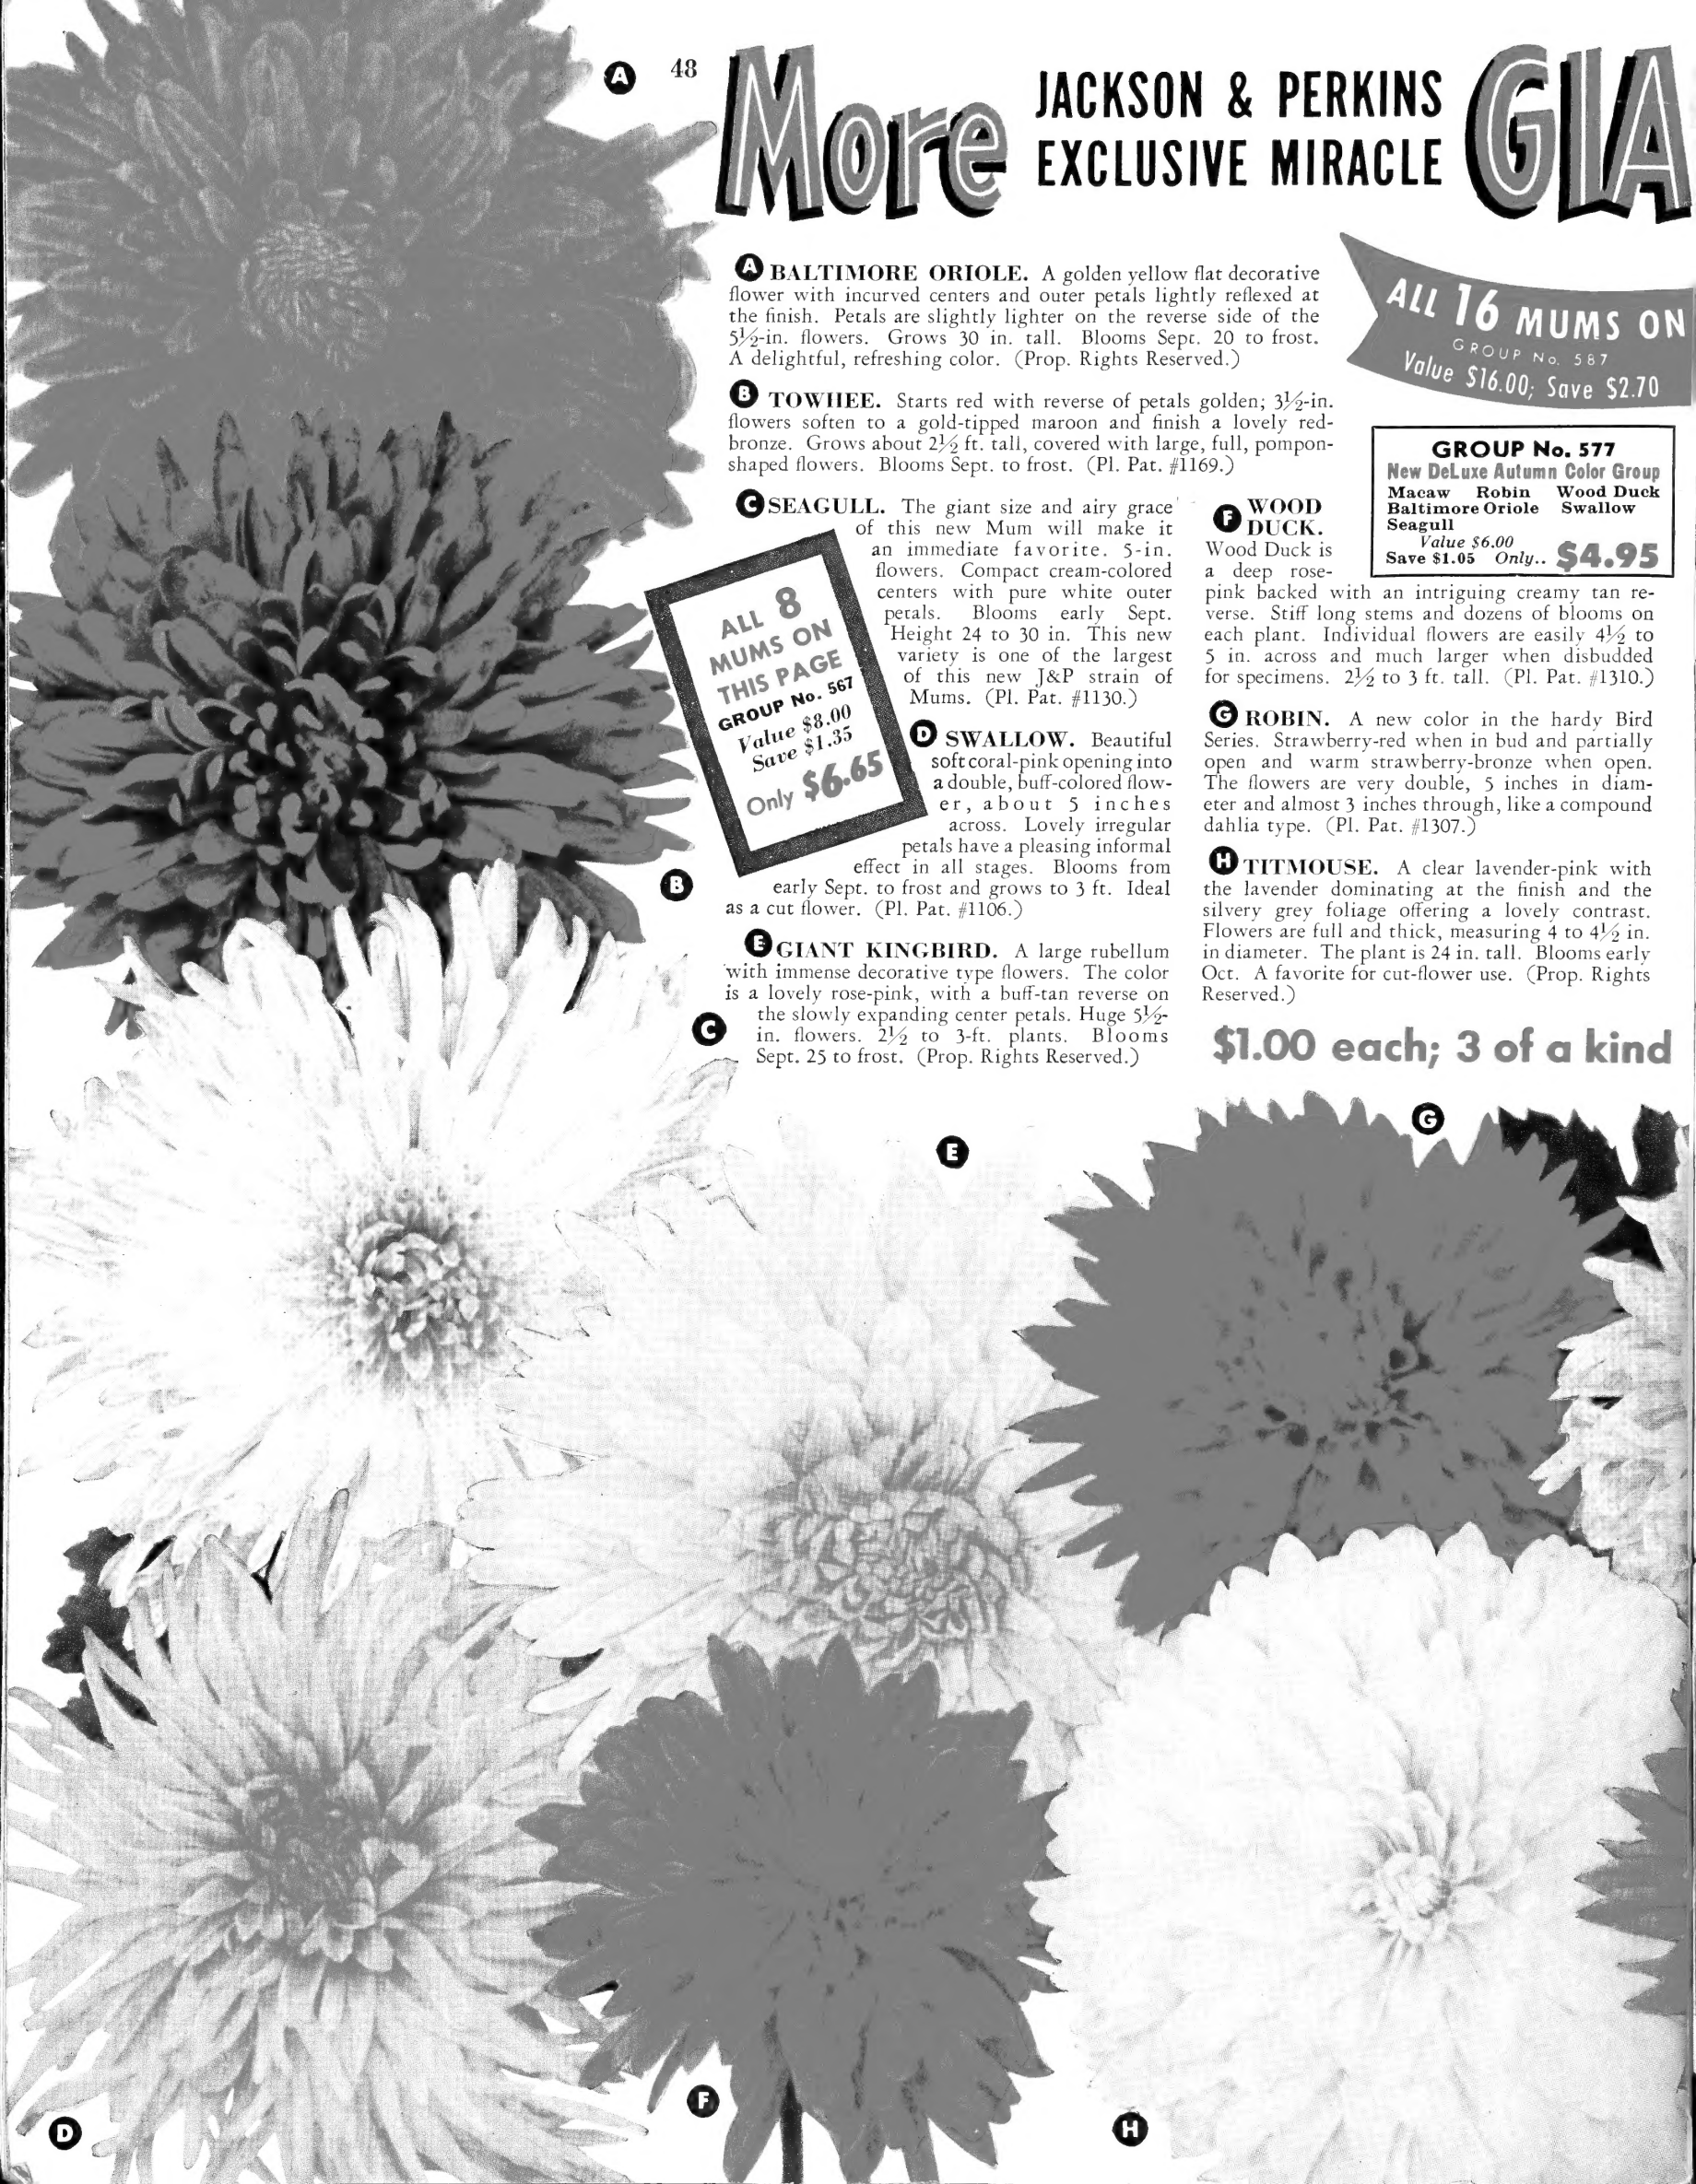 A
48
More
JACKSON & PERKINS
EXCLUSIVE MIRACLE
GIA
A BALTIMORE ORIOLE. A golden yellow flat decorative
flower with incurved centers and outer petals lightly reflexed at
the finish. Petals are slightly lighter on the reverse side of the
5½-in. flowers. Grows 30 in. tall. Blooms Sept. 20 to frost.
A delightful, refreshing color. (Prop. Rights Reserved.)
ALL 16 MUMS ON
GROUP No. 587
Value $16.00; Save $2.70
B TOWHEE. Starts red with reverse of petals golden; 3½-in.
flowers soften to a gold-tipped maroon and finish a lovely red-
bronze. Grows about 2½ ft. tall, covered with large, full, pompon-
shaped flowers. Blooms Sept. to frost. (Pl. Pat. #1169.)
GROUP No. 577
New DeLuxe Autumn Color Group
Macaw Robin Wood Duck
Baltimore Oriole Swallow
Seagull
Value $6.00
Save $1.05 Only.. $4.95
C SEAGULL. The giant size and airy grace
of this new Mum will make it
an immediate favorite. 5-in.
flowers. Compact cream-colored
centers with pure white outer
petals. Blooms early Sept.
Height 24 to 30 in. This new
variety is one of the largest
of this new J&P strain of
Mums. (Pl. Pat. #1130.)
ALL 8
MUMS ON
THIS PAGE
GROUP No. 567
Value $8.00
Save $1.35
Only $6.65
D SWALLOW. Beautiful
soft coral-pink opening into
a double, buff-colored flow-
er, about 5 inches
across. Lovely irregular
petals have a pleasing informal
effect in all stages. Blooms from
early Sept. to frost and grows to 3 ft. Ideal
as a cut flower. (Pl. Pat. #1106.)
E GIANT KINGBIRD. A large rubellum
with immense decorative type flowers. The color
is a lovely rose-pink, with a buff-tan reverse on
the slowly expanding center petals. Huge 5½-
in. flowers. 2½ to 3-ft. plants. Blooms
Sept. 25 to frost. (Prop. Rights Reserved.)
F WOOD
DUCK.
Wood Duck is
a deep rose-
pink backed with an intriguing creamy tan re-
verse. Stiff long stems and dozens of blooms on
each plant. Individual flowers are easily 4½ to
5 in. across and much larger when disbudded
for specimens. 2½ to 3 ft. tall. (Pl. Pat. #1310.)
G ROBIN. A new color in the hardy Bird
Series. Strawberry-red when in bud and partially
open and warm strawberry-bronze when open.
The flowers are very double, 5 inches in diam-
eter and almost 3 inches through, like a compound
dahlia type. (Pl. Pat. #1307.)
H TITMOUSE. A clear lavender-pink with
the lavender dominating at the finish and the
silvery grey foliage offering a lovely contrast.
Flowers are full and thick, measuring 4 to 4½ in.
in diameter. The plant is 24 in. tall. Blooms early
Oct. A favorite for cut-flower use. (Prop. Rights
Reserved.)
$1.00 each; 3 of a kind
B
C
E
G
D
F
H